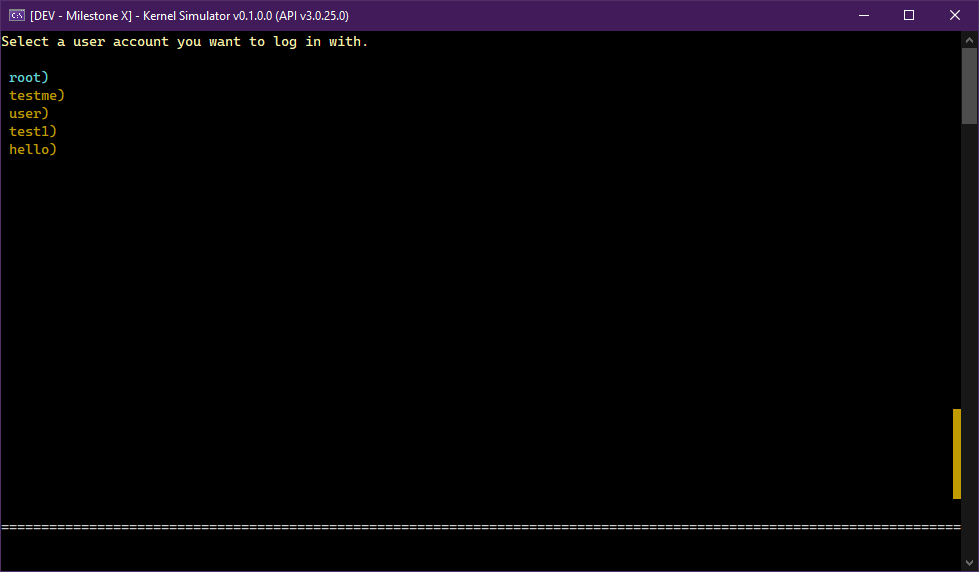 [DEV - Milestone X] - Kernel Simulator v0.1.0.0 (API v3.0.25.0)
Select a user account you want to log in with.
root)
testme)
user)
test1)
hello)
========================================================================================================================